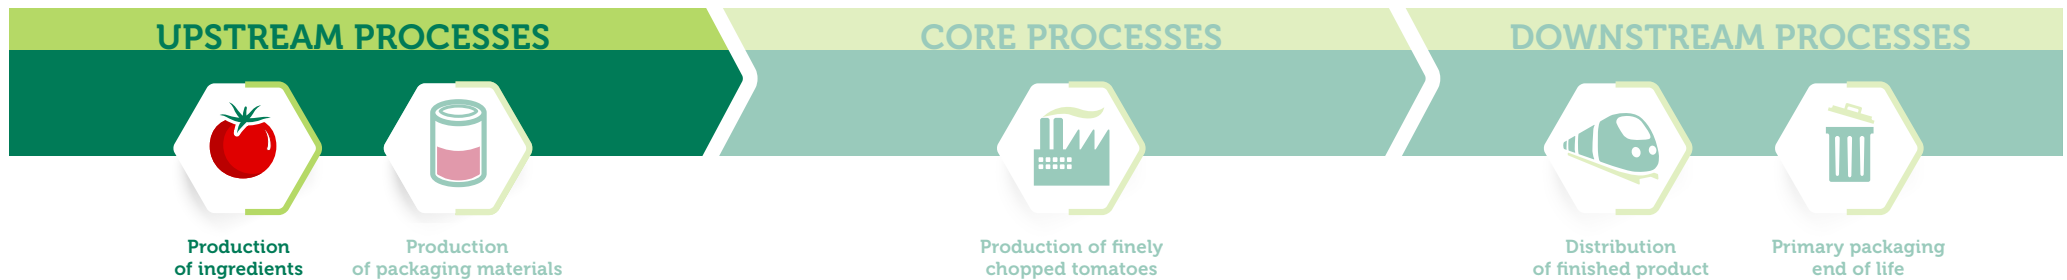 UPSTREAM PROCESSES
CORE PROCESSES
DOWNSTREAM PROCESSES
Production
of ingredients
Production
of packaging materials
Production of finely
chopped tomatoes
Distribution
of finished product
Primary packaging
end of life